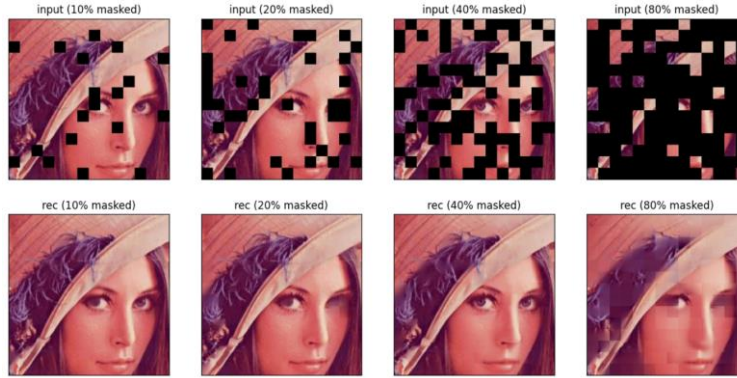 input (10% masked)
input (20% masked)
input (40% masked)
input (80% masked)
rec (10% masked)
rec (20% masked)
rec (40% masked)
rec (80% masked)